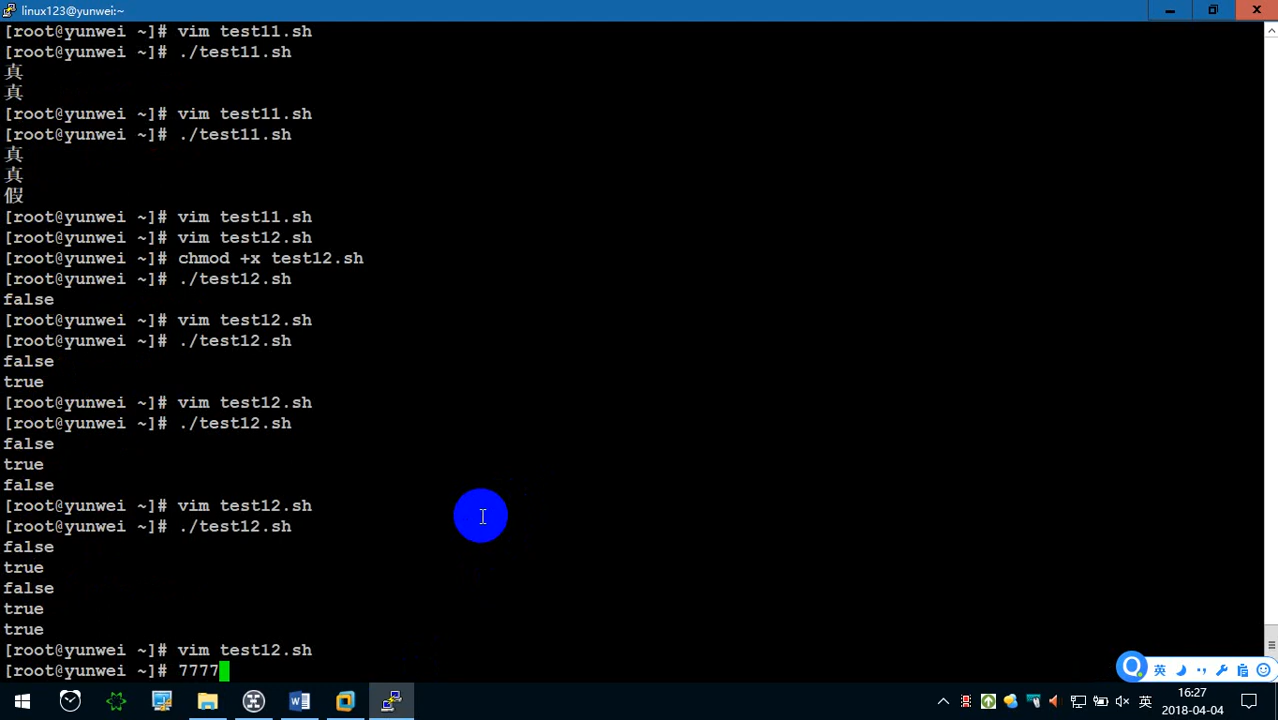 linux123@yunwei:~
[root@yunwei ~]# vim test11.sh
[root@yunwei ~]# ./test11.sh
真
真
[root@yunwei ~]# vim test11.sh
[root@yunwei ~]# ./test11.sh
真
真
假
[root@yunwei ~]# vim test11.sh
[root@yunwei ~]# vim test12.sh
[root@yunwei ~]# chmod +x test12.sh
[root@yunwei ~]# ./test12.sh
false
[root@yunwei ~]# vim test12.sh
[root@yunwei ~]# ./test12.sh
false
true
[root@yunwei ~]# vim test12.sh
[root@yunwei ~]# ./test12.sh
false
true
false
[root@yunwei ~]# vim test12.sh
[root@yunwei ~]# ./test12.sh
false
true
false
true
true
[root@yunwei ~]# vim test12.sh
[root@yunwei ~]# 7777
英
英
16:27
2018-04-04